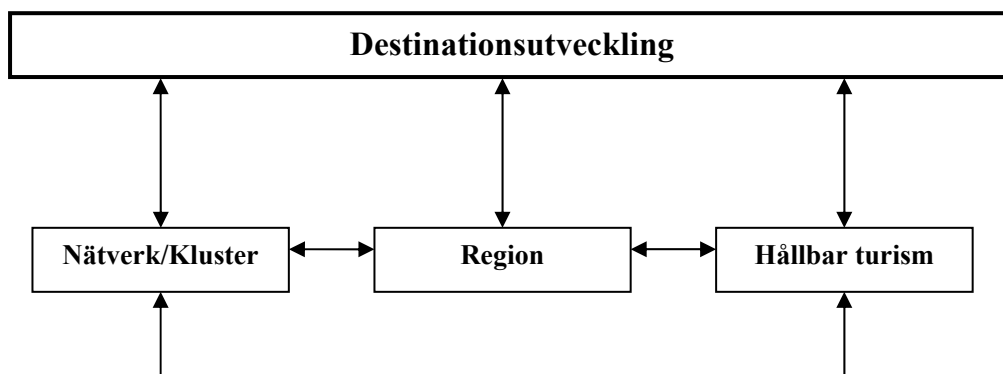 Destinationsutveckling
Nätverk/Kluster
Region
Hållbar turism